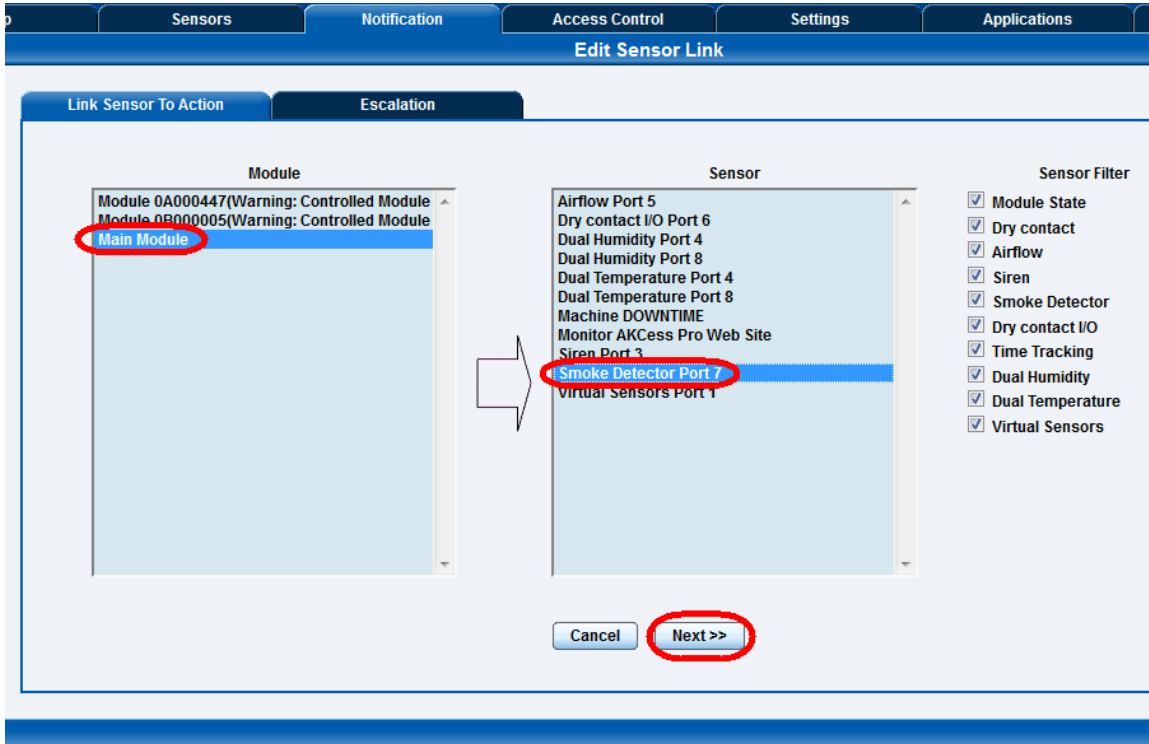 p Sensors Notification Access Control Settings Applications
Edit Sensor Link
Link Sensor To Action Escalation
Module Sensor Sensor Filter
Module 0A000447(Warning: Controlled Module
Module 0B000005(Warning: Controlled Module
Main Module
Airflow Port 5
Dry contact I/O Port 6
Dual Humidity Port 4
Dual Humidity Port 8
Dual Temperature Port 4
Dual Temperature Port 8
Machine DOWNTIME
Monitor AKCess Pro Web Site
Siren Port 3
Smoke Detector Port 7
Virtual Sensors Port 1
Module State
Dry contact
Airflow
Siren
Smoke Detector
Dry contact I/O
Time Tracking
Dual Humidity
Dual Temperature
Virtual Sensors
Cancel Next >>